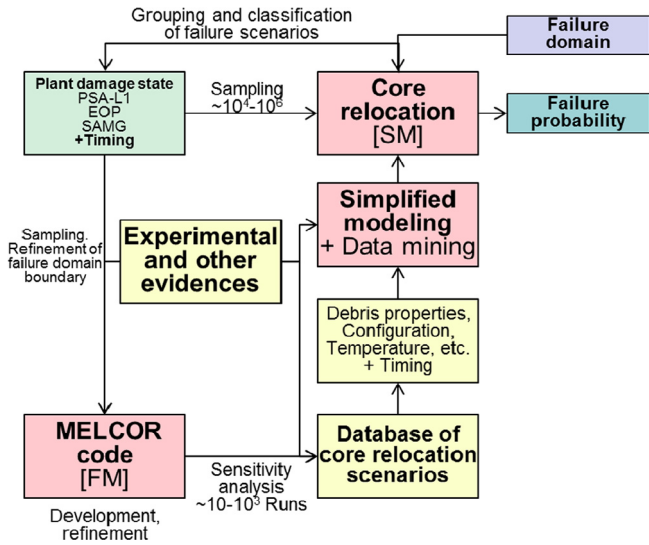 Grouping and classification
of failure scenarios
Failure
domain
Plant damage state
PSA-L1
EOP
SAMG
+Timing
Sampling
~10⁴-10⁶
Core
relocation
[SM]
Failure
probability
Simplified
modeling
+ Data mining
Sampling.
Refinement of
failure domain
boundary
Experimental
and other
evidences
Debris properties,
Configuration,
Temperature, etc.
+ Timing
MELCOR
code
[FM]
Database of
core relocation
scenarios
Sensitivity
analysis
~10-10³ Runs
Development,
refinement